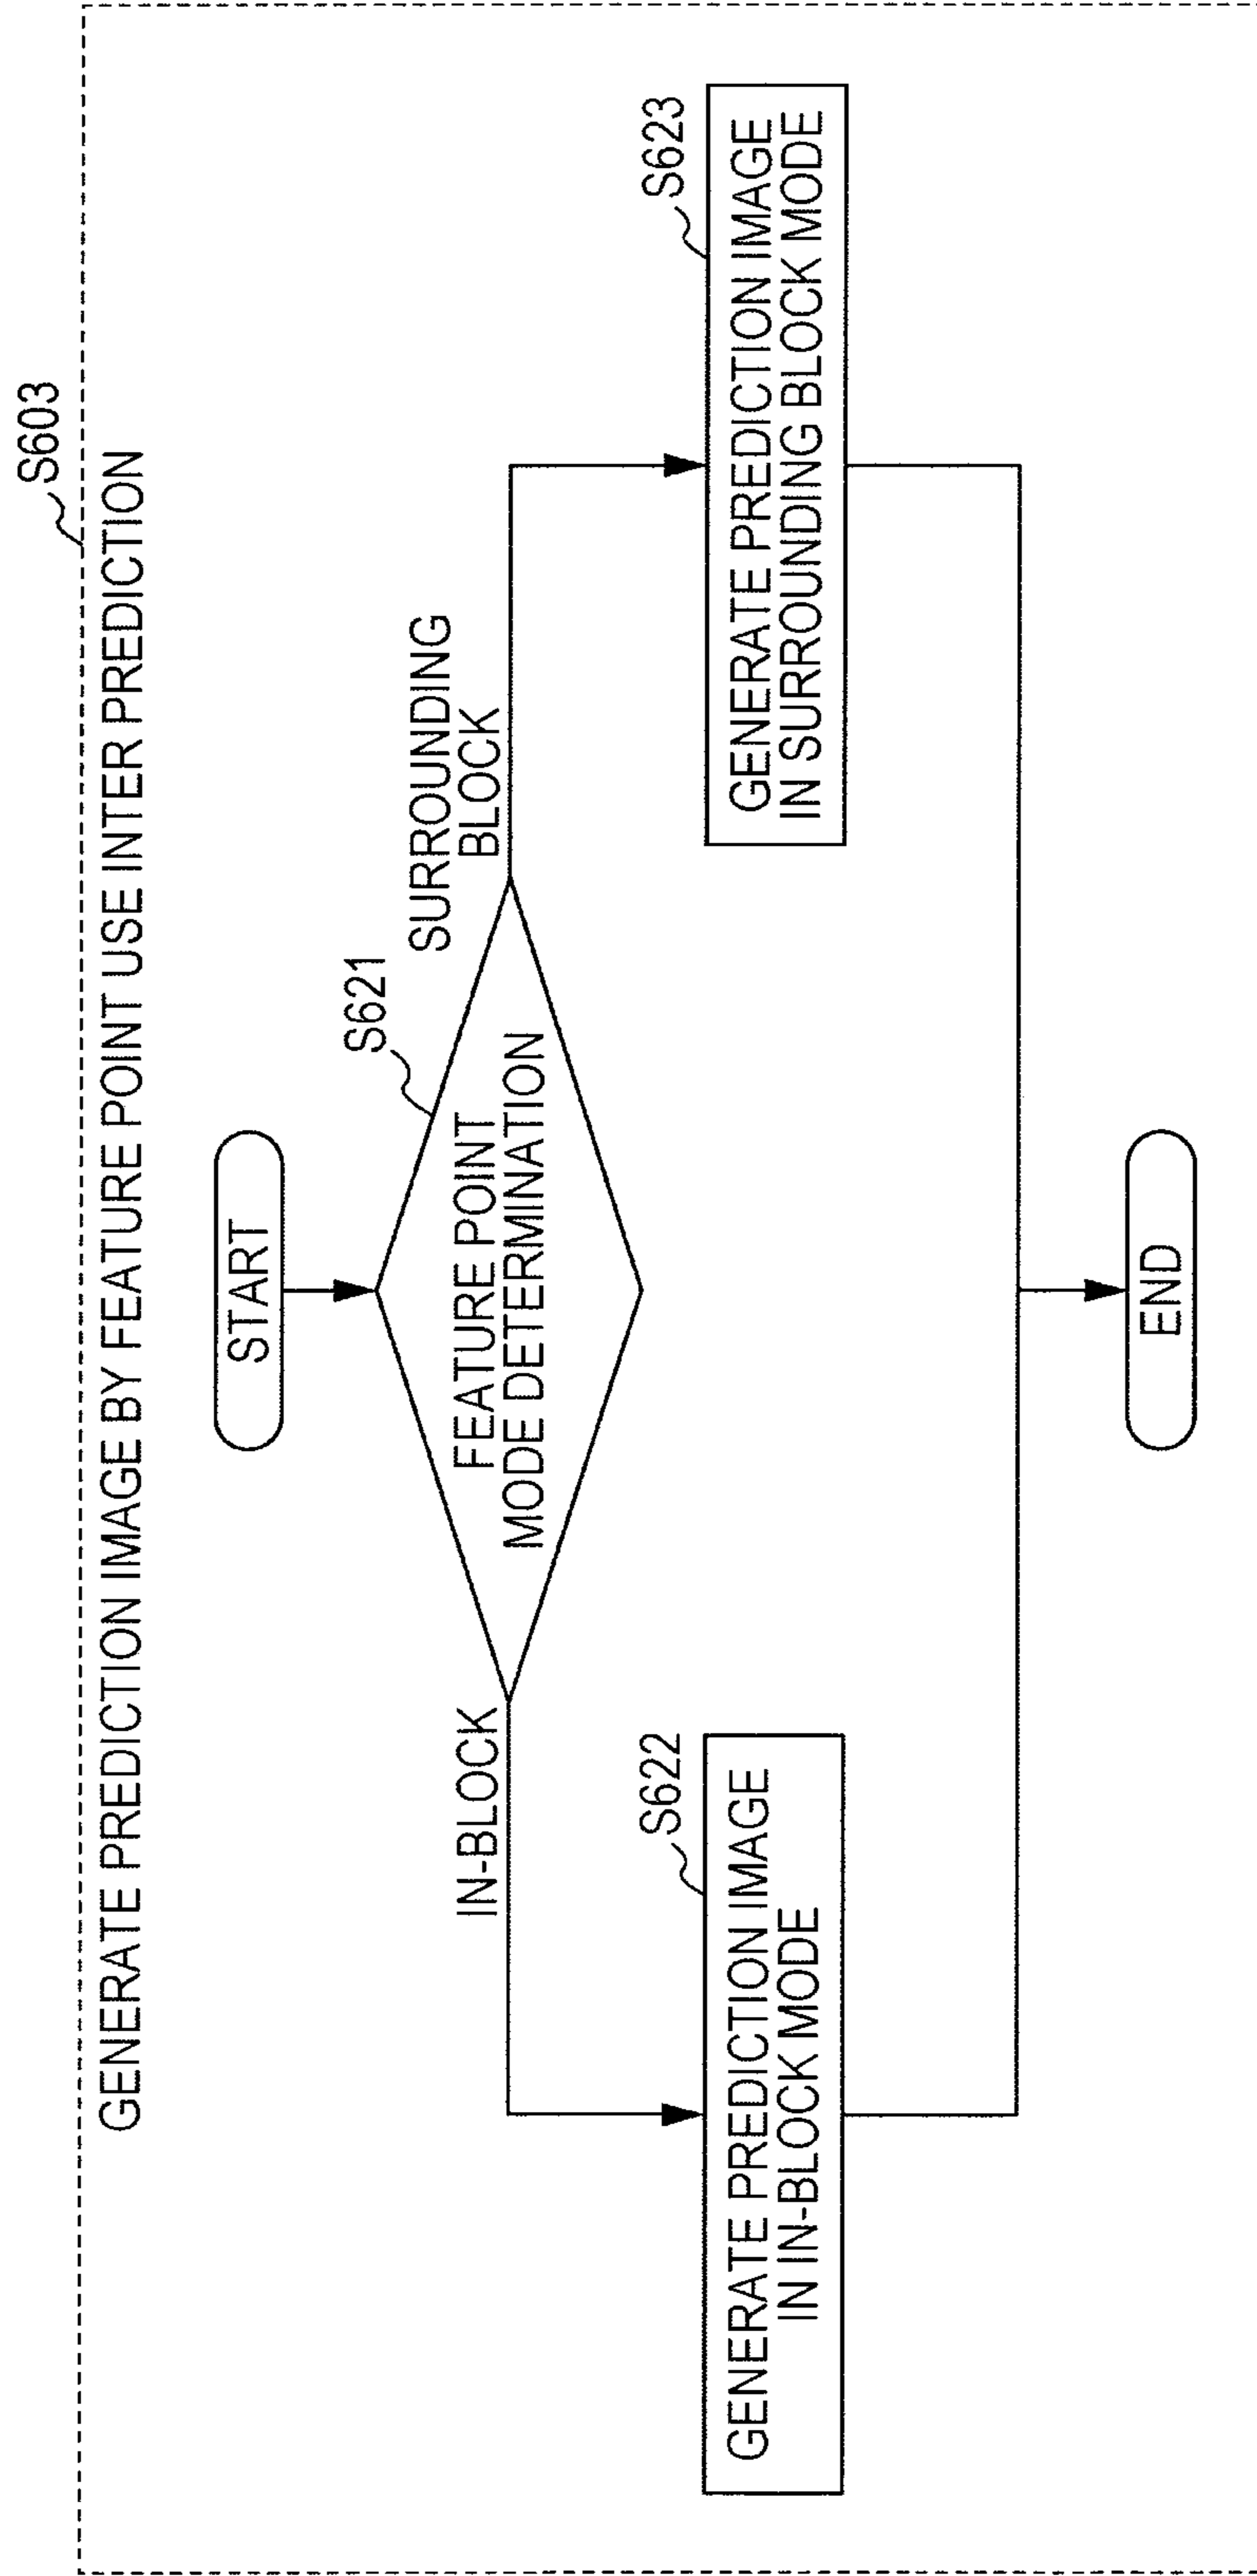 S603
GENERATE PREDICTION IMAGE BY FEATURE POINT USE INTER PREDICTION
START
S621
FEATURE POINT
MODE DETERMINATION
IN-BLOCK
SURROUNDING
BLOCK
S622
GENERATE PREDICTION IMAGE
IN IN-BLOCK MODE
S623
GENERATE PREDICTION IMAGE
IN SURROUNDING BLOCK MODE
END